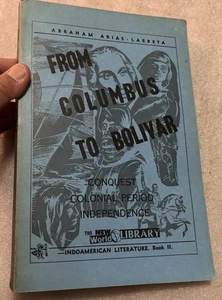 ABRAHAM ARIAS-LARRETA
FROM
COLUMBUS
TO BOLIVAR
CONQUEST
COLONIAL PERIOD
INDEPENDENCE
THE NEW World LIBRARY
INDOAMERICAN LITERATURE. Book II.